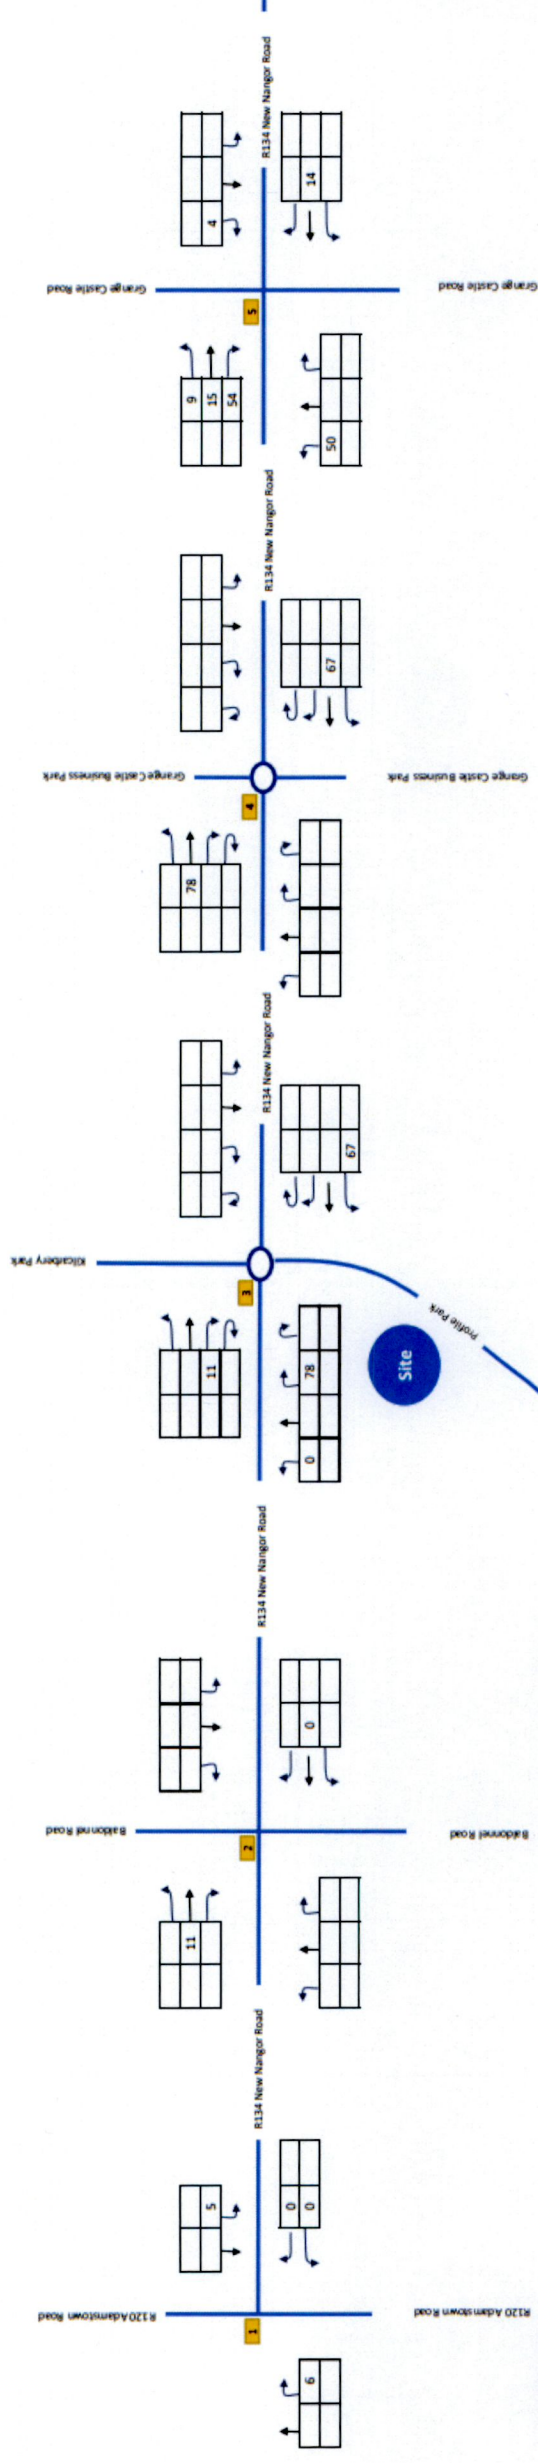 R134 New Nangor Road
4
14
Grange Castle Road
Grange Castle Road
5
9
15
54
50
R134 New Nangor Road
67
Grange Castle Business Park
Grange Castle Business Park
4
78
R134 New Nangor Road
67
Kilcarbery Park
3
Profile Park
Site
11
78
0
R134 New Nangor Road
0
Baldonnel Road
Baldonnel Road
2
11
R134 New Nangor Road
5
0
0
R120 Adamstown Road
R120 Adamstown Road
1
6